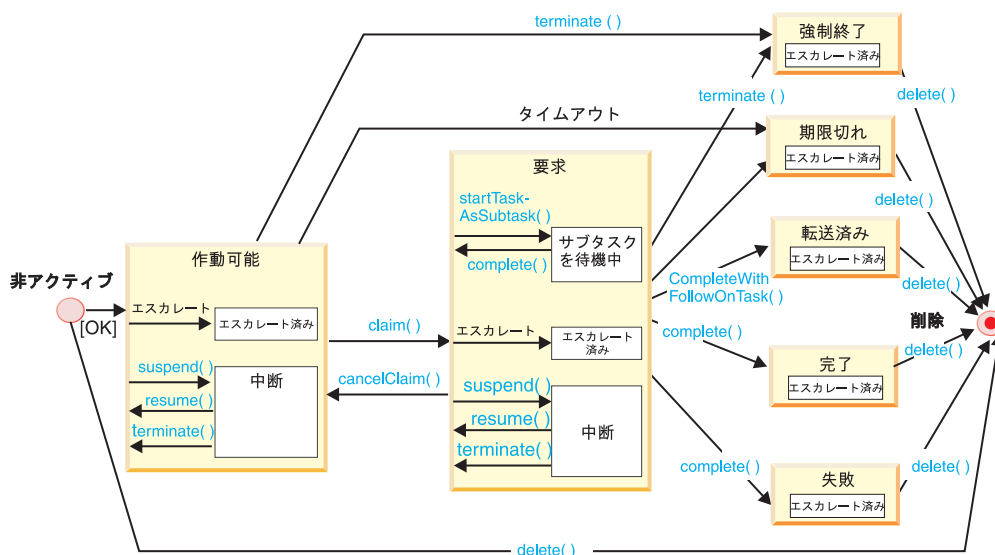 terminate( )
強制終了
エスカレート済み
terminate( )
delete( )
タイムアウト
期限切れ
エスカレート済み
要求
startTask-
AsSubtask( )
サブタスク
を待機中
complete( )
delete( )
転送済み
エスカレート済み
作動可能
非アクティブ
[OK]
エスカレート
エスカレート済み
claim( )
エスカレート
エスカレート
済み
CompleteWith
FollowOnTask( )
delete( )
削除
complete( )
完了
エスカレート済み
delete( )
suspend( )
中断
resume( )
terminate( )
cancelClaim( )
suspend( )
中断
resume( )
terminate( )
complete( )
失敗
エスカレート済み
delete( )
delete( )